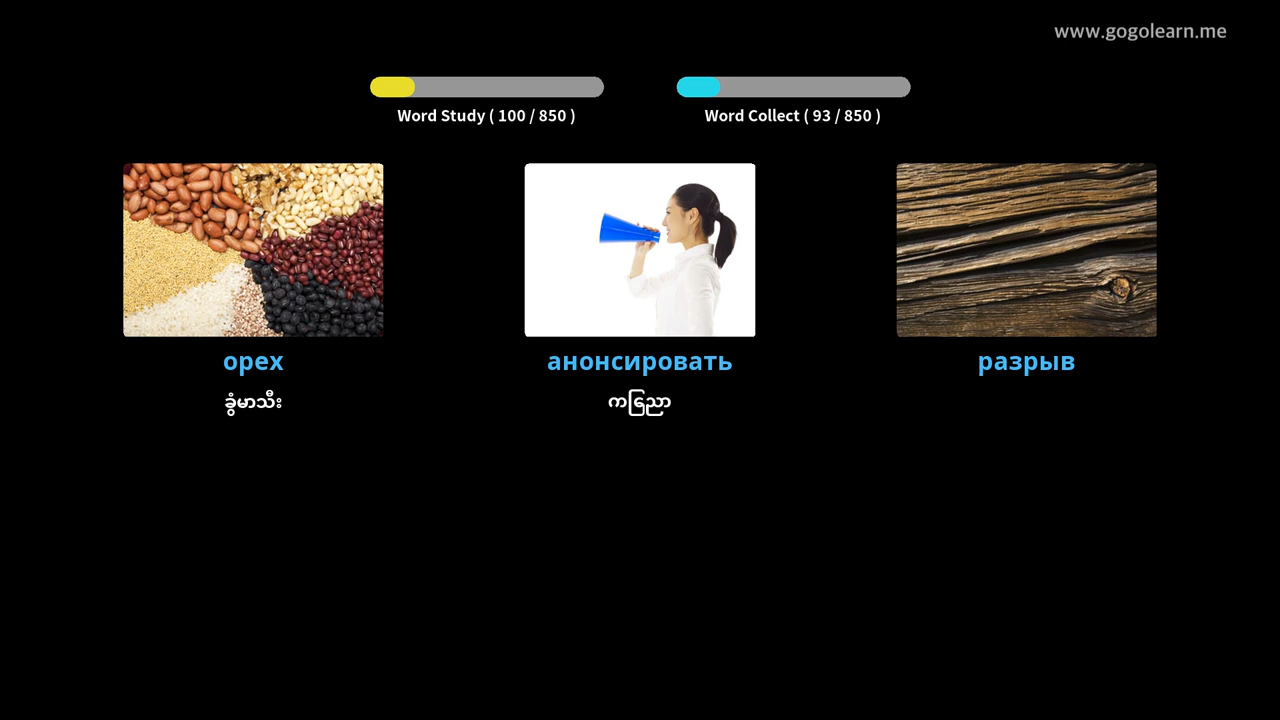 www.gogolearn.me
Word Study ( 100 / 850 )
Word Collect ( 93 / 850 )
орех
анонсировать
разрыв
ခွံမာသီး
ကြေညာ